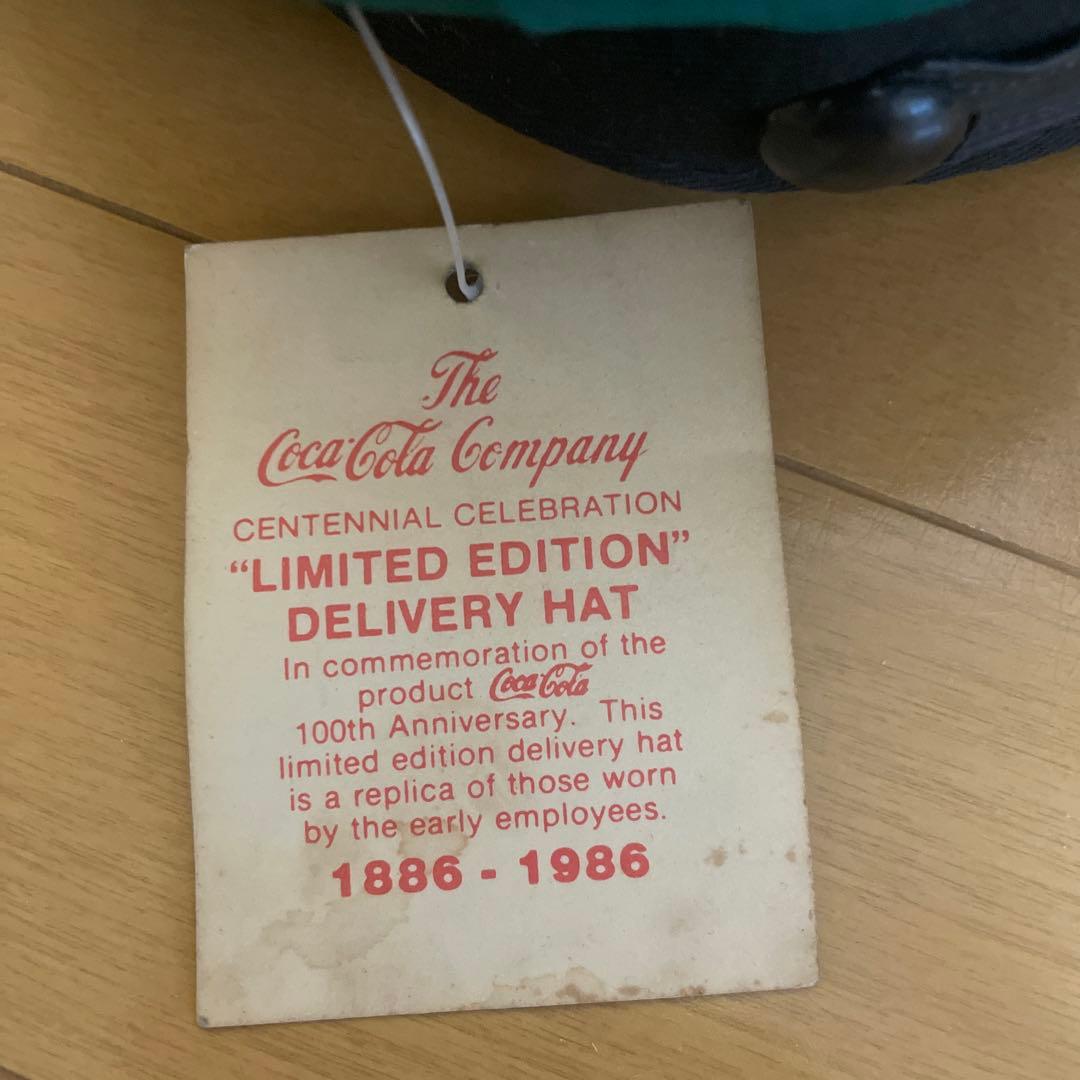 The
Coca-Cola Company
CENTENNIAL CELEBRATION
“LIMITED EDITION”
DELIVERY HAT
In commemoration of the
product Coca-Cola
100th Anniversary. This
limited edition delivery hat
is a replica of those worn
by the early employees.
1886 - 1986